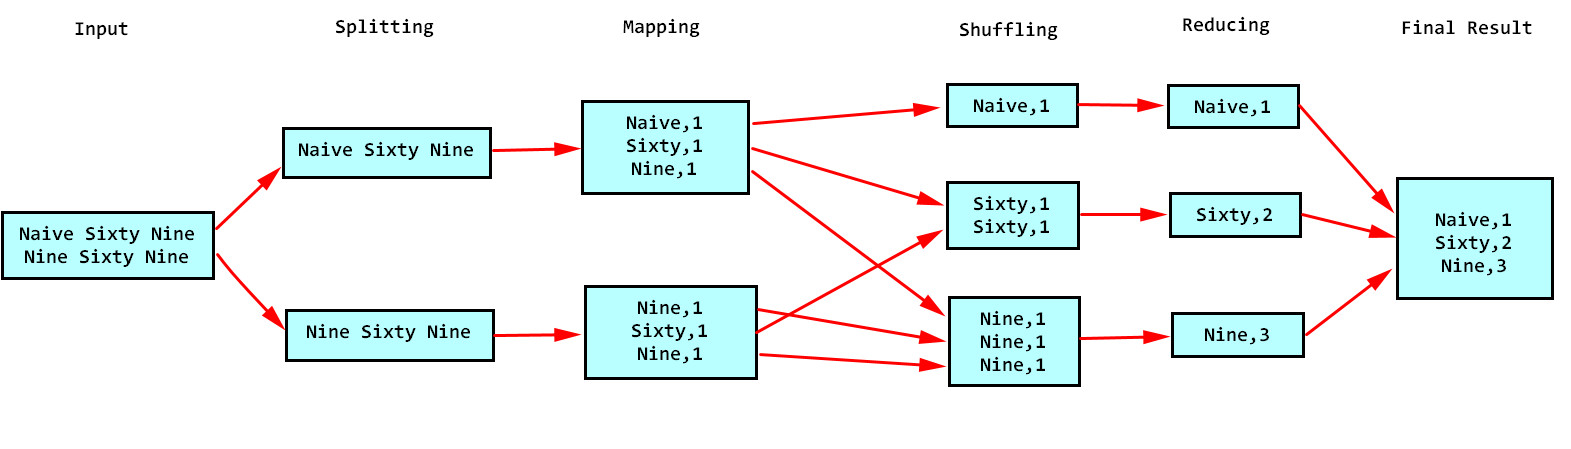 Input
Splitting
Mapping
Shuffling
Reducing
Final Result
Naive Sixty Nine
Nine Sixty Nine
Naive Sixty Nine
Nine Sixty Nine
Naive,1
Sixty,1
Nine,1
Nine,1
Sixty,1
Nine,1
Naive,1
Sixty,1
Sixty,1
Nine,1
Nine,1
Nine,1
Naive,1
Sixty,2
Nine,3
Naive,1
Sixty,2
Nine,3